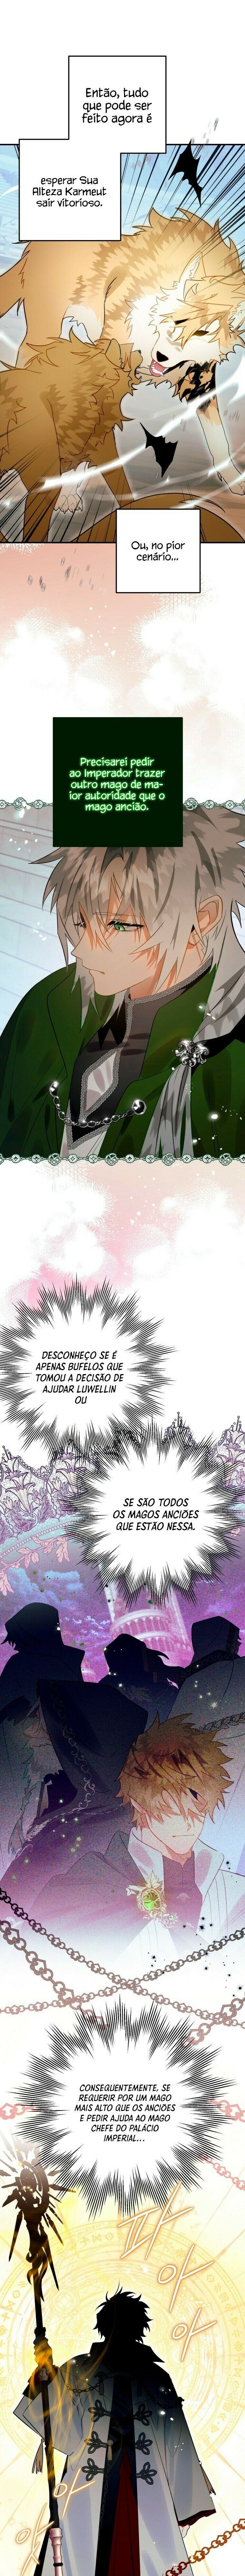 Então, tudo
que pode ser
feito agora é
esperar Sua
Alteza Karmeut
sair vitorioso.
Ou, no pior
cenário...
Precisarei pedir
ao Imperador trazer
outro mago de ma-
ior autoridade que o
mago ancião.
DESCONHEÇO SE É
APENAS BUFELOS QUE
TOMOU A DECISÃO DE
AJUDAR LUWELLIN
OU
SE SÃO TODOS
OS MAGOS ANCIÕES
QUE ESTÃO NESSA.
CONSEQUENTEMENTE, SE
REQUERIR POR UM MAGO
MAIS ALTO QUE OS ANCIÕES
E PEDIR AJUDA AO MAGO
CHEFE DO PALÁCIO
IMPERIAL...
파
아
아